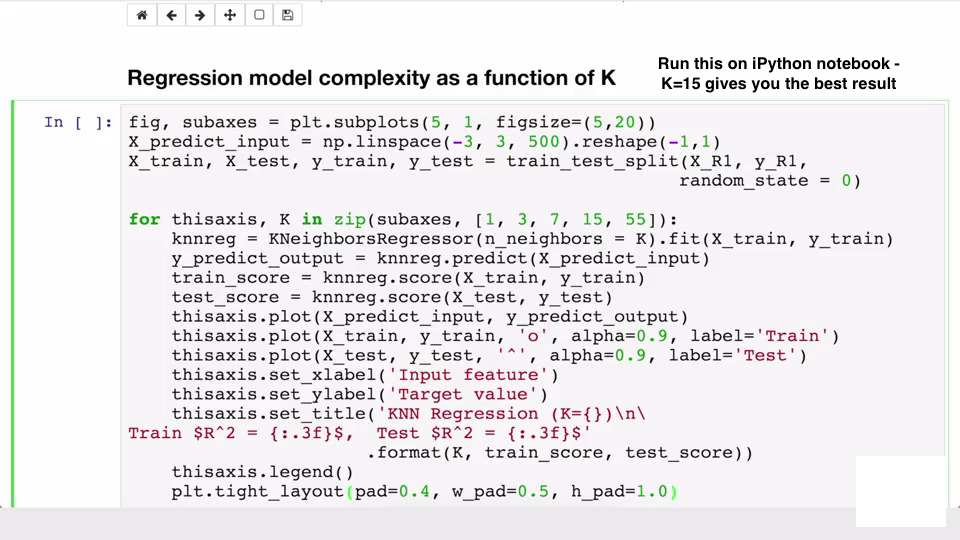 Regression model complexity as a function of K
Run this on iPython notebook -
K=15 gives you the best result
In [ ]:
fig, subaxes = plt.subplots(5, 1, figsize=(5,20))
X_predict_input = np.linspace(-3, 3, 500).reshape(-1,1)
X_train, X_test, y_train, y_test = train_test_split(X_R1, y_R1,
random_state = 0)
for thisaxis, K in zip(subaxes, [1, 3, 7, 15, 55]):
knnreg = KNeighborsRegressor(n_neighbors = K).fit(X_train, y_train)
y_predict_output = knnreg.predict(X_predict_input)
train_score = knnreg.score(X_train, y_train)
test_score = knnreg.score(X_test, y_test)
thisaxis.plot(X_predict_input, y_predict_output)
thisaxis.plot(X_train, y_train, 'o', alpha=0.9, label='Train')
thisaxis.plot(X_test, y_test, '^', alpha=0.9, label='Test')
thisaxis.set_xlabel('Input feature')
thisaxis.set_ylabel('Target value')
thisaxis.set_title('KNN Regression (K={})\n\
Train $R^2 = {:.3f}$,  Test $R^2 = {:.3f}$'
.format(K, train_score, test_score))
thisaxis.legend()
plt.tight_layout(pad=0.4, w_pad=0.5, h_pad=1.0)